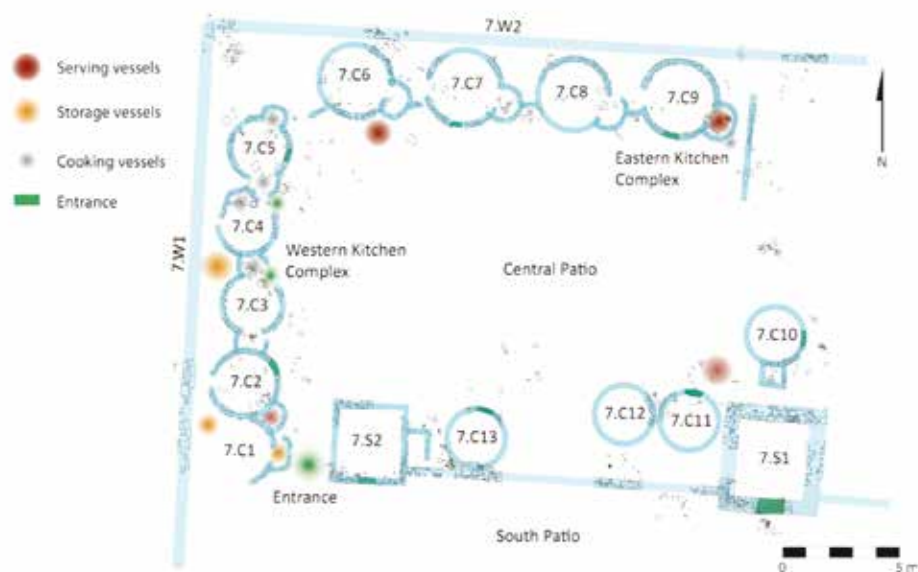 7.W2
Serving vessels
Storage vessels
Cooking vessels
Entrance
7.C6
7.C7
7.C8
7.C9
N
7.C5
Eastern Kitchen
Complex
7.C4
7.W1
Western Kitchen
Complex
Central Patio
7.C3
7.C10
7.C2
7.C12
7.C11
7.C1
7.S2
7.C13
7.S1
Entrance
South Patio
0
5 m